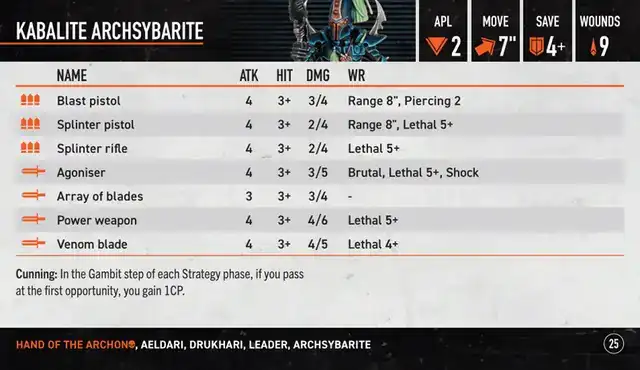 KABALITE ARCHSYBARITE
APL MOVE SAVE WOUNDS
2 7" 4+ 9
NAME ATK HIT DMG WR
Blast pistol 4 3+ 3/4 Range 8", Piercing 2
Splinter pistol 4 3+ 2/4 Range 8", Lethal 5+
Splinter rifle 4 3+ 2/4 Lethal 5+
Agoniser 4 3+ 3/5 Brutal, Lethal 5+, Shock
Array of blades 3 3+ 3/4 -
Power weapon 4 3+ 4/6 Lethal 5+
Venom blade 4 3+ 4/5 Lethal 4+
Cunning: In the Gambit step of each Strategy phase, if you pass
at the first opportunity, you gain 1CP.
HAND OF THE ARCHON, AELDARI, DRUKHARI, LEADER, ARCHSYBARITE
25